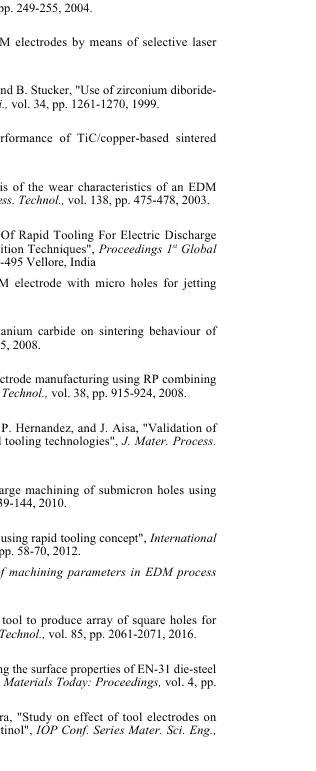 pp. 249-255, 2004.
M electrodes by means of selective laser
nd B. Stucker, "Use of zirconium diboride-
i., vol. 34, pp. 1261-1270, 1999.
rformance of TiC/copper-based sintered
is of the wear characteristics of an EDM
ess. Technol., vol. 138, pp. 475-478, 2003.
Of Rapid Tooling For Electric Discharge
ition Techniques", Proceedings 1st Global
-495 Vellore, India
M electrode with micro holes for jetting
tanium carbide on sintering behaviour of
5, 2008.
ctrode manufacturing using RP combining
Technol., vol. 38, pp. 915-924, 2008.
P. Hernandez, and J. Aisa, "Validation of
l tooling technologies", J. Mater. Process.
arge machining of submicron holes using
39-144, 2010.
using rapid tooling concept", International
pp. 58-70, 2012.
of machining parameters in EDM process
tool to produce array of square holes for
Technol., vol. 85, pp. 2061-2071, 2016.
ng the surface properties of EN-31 die-steel
Materials Today: Proceedings, vol. 4, pp.
ra, "Study on effect of tool electrodes on
tinol", IOP Conf. Series Mater. Sci. Eng.,